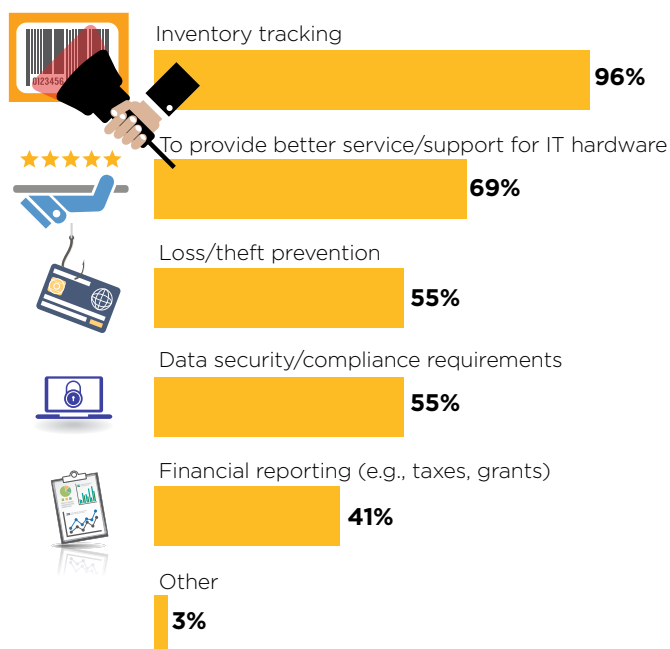 Inventory tracking
0123456
96%
To provide better service/support for IT hardware
69%
Loss/theft prevention
55%
Data security/compliance requirements
55%
Financial reporting (e.g., taxes, grants)
41%
Other
3%